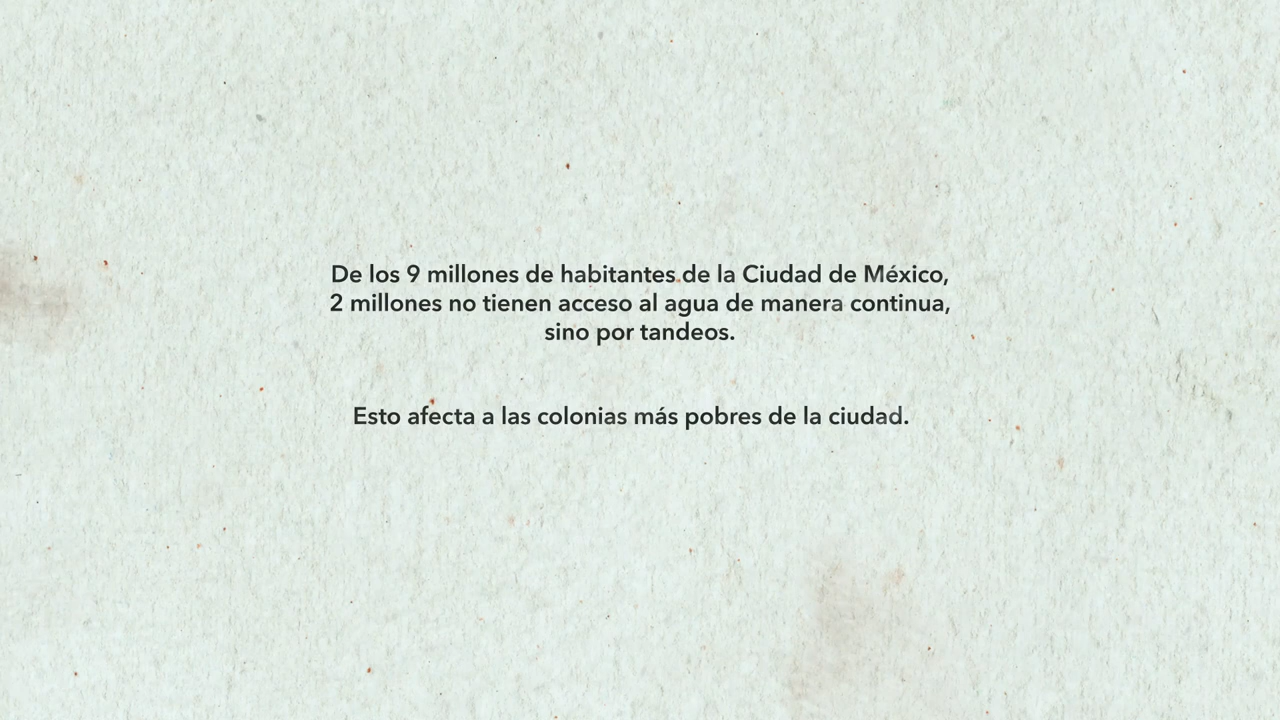 De los 9 millones de habitantes de la Ciudad de México,
2 millones no tienen acceso al agua de manera continua,
sino por tandeos.
Esto afecta a las colonias más pobres de la ciudad.